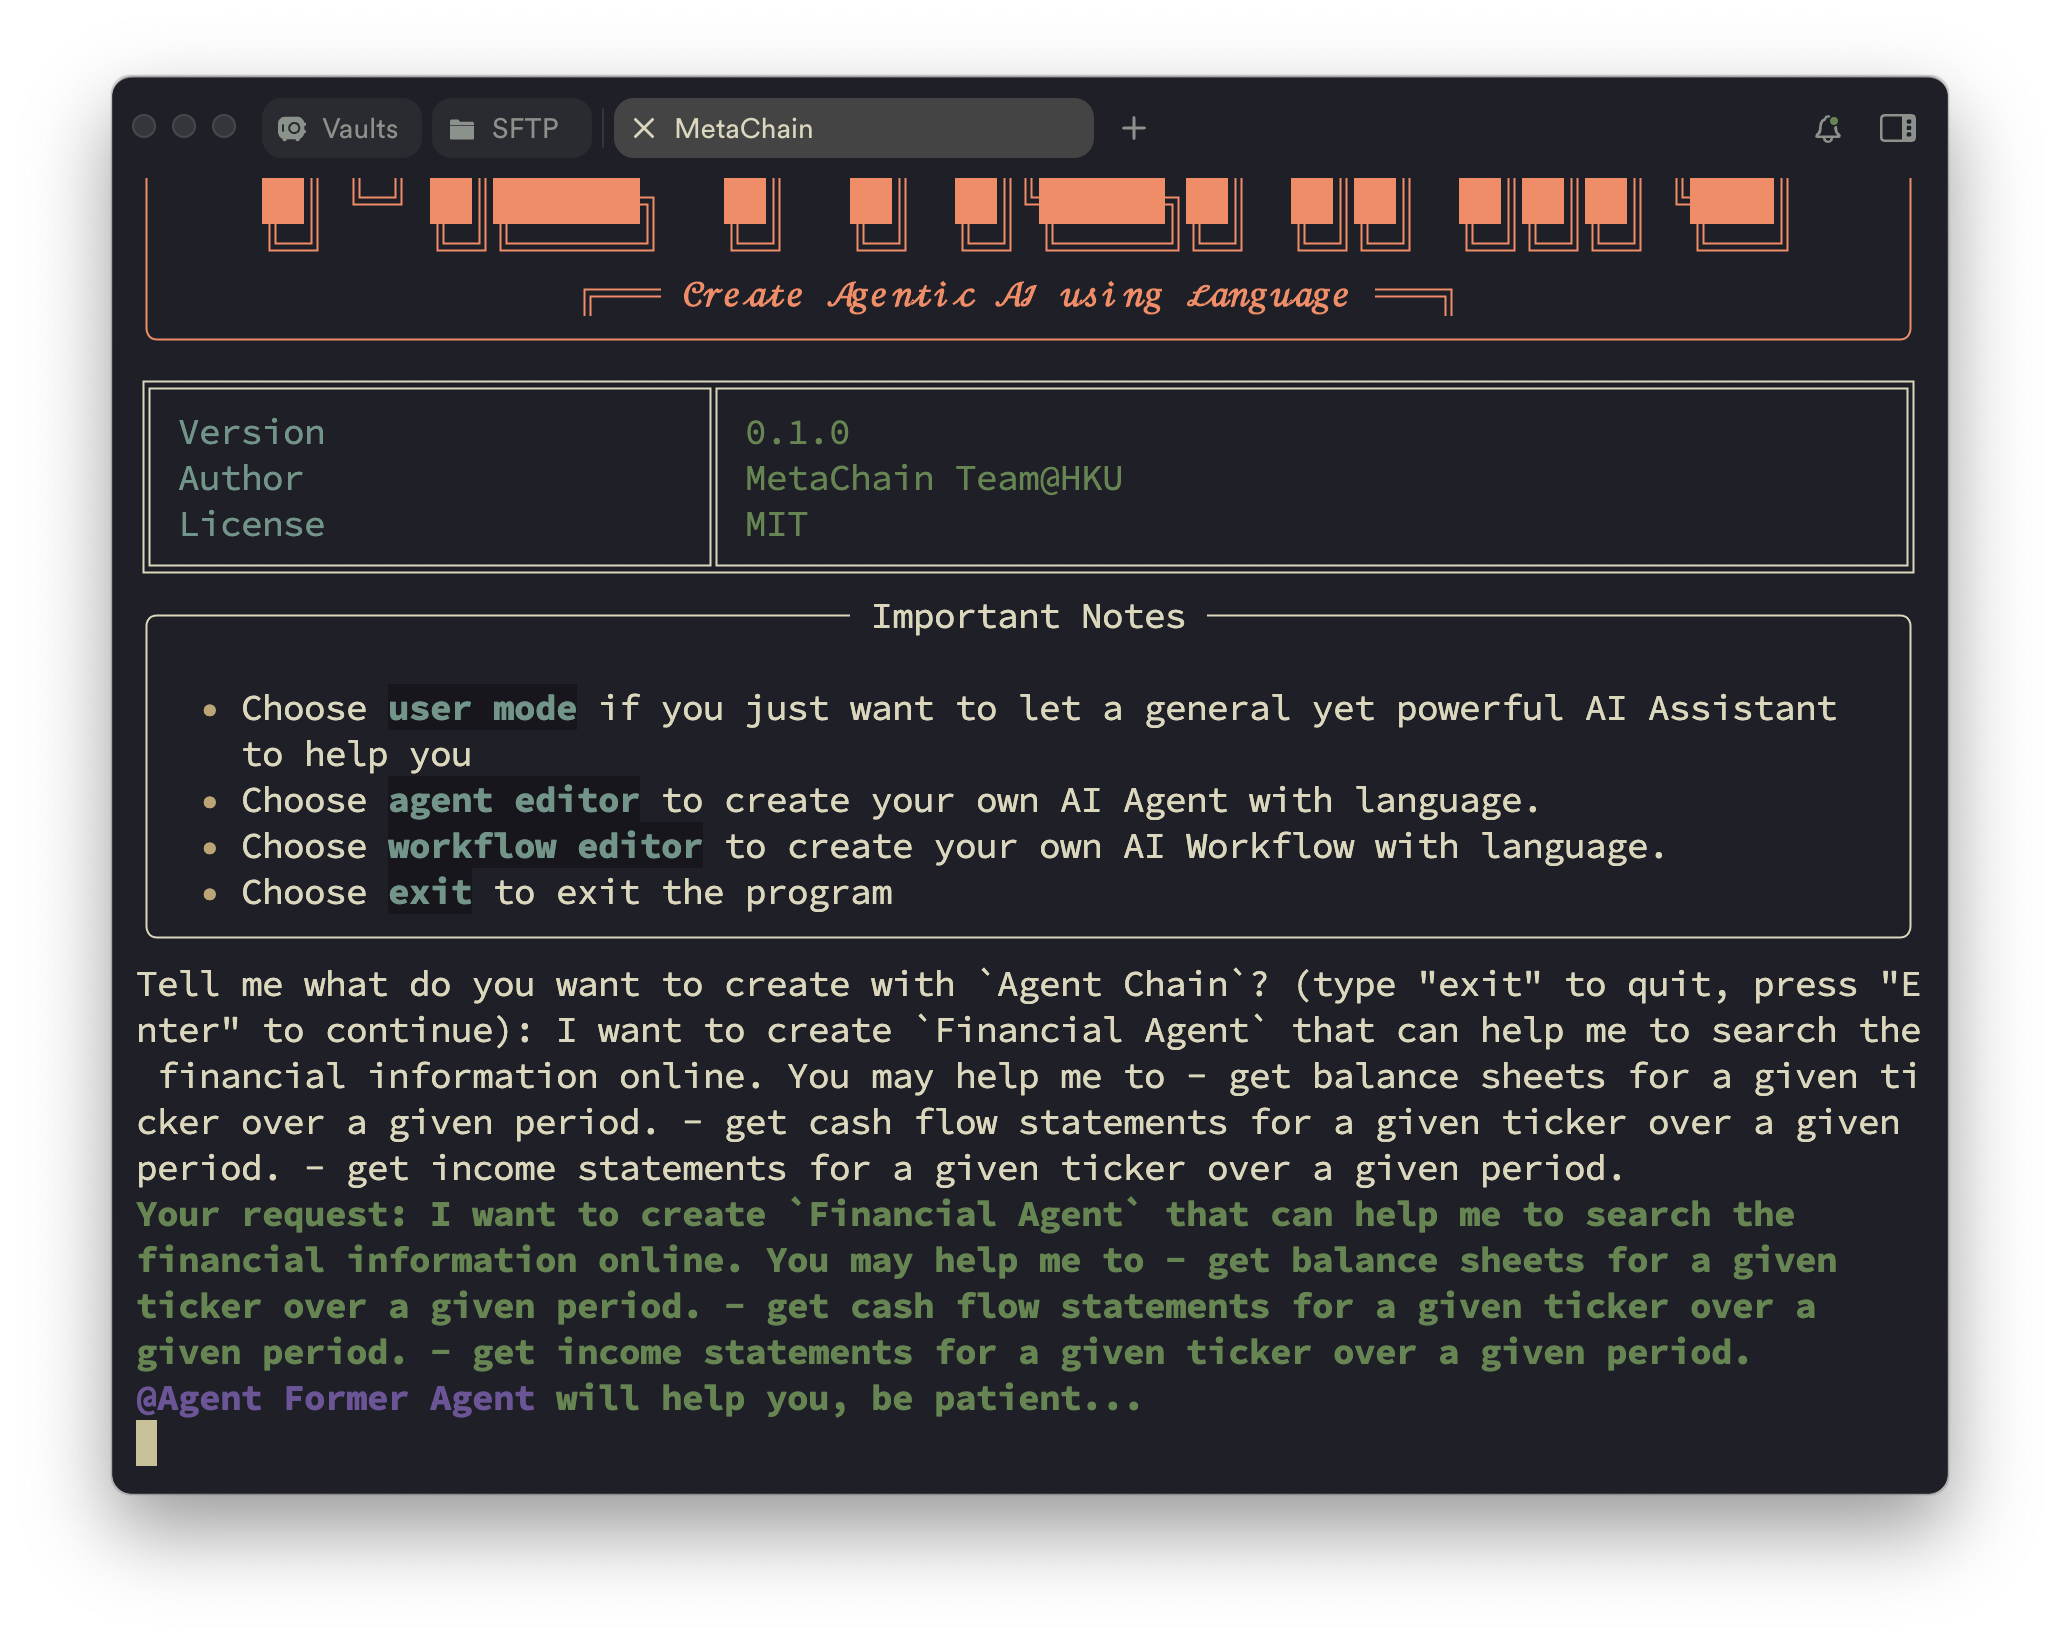 Vaults
SFTP
MetaChain
Create Agentic AI using Language
Version 0.1.0
Author MetaChain Team@HKU
License MIT
Important Notes
• Choose user mode if you just want to let a general yet powerful AI Assistant
to help you
• Choose agent editor to create your own AI Agent with language.
• Choose workflow editor to create your own AI Workflow with language.
• Choose exit to exit the program
Tell me what do you want to create with `Agent Chain`? (type "exit" to quit, press "E
nter" to continue): I want to create `Financial Agent` that can help me to search the
 financial information online. You may help me to - get balance sheets for a given ti
cker over a given period. - get cash flow statements for a given ticker over a given
period. - get income statements for a given ticker over a given period.
Your request: I want to create `Financial Agent` that can help me to search the
financial information online. You may help me to - get balance sheets for a given
ticker over a given period. - get cash flow statements for a given ticker over a
given period. - get income statements for a given ticker over a given period.
@Agent Former Agent will help you, be patient...